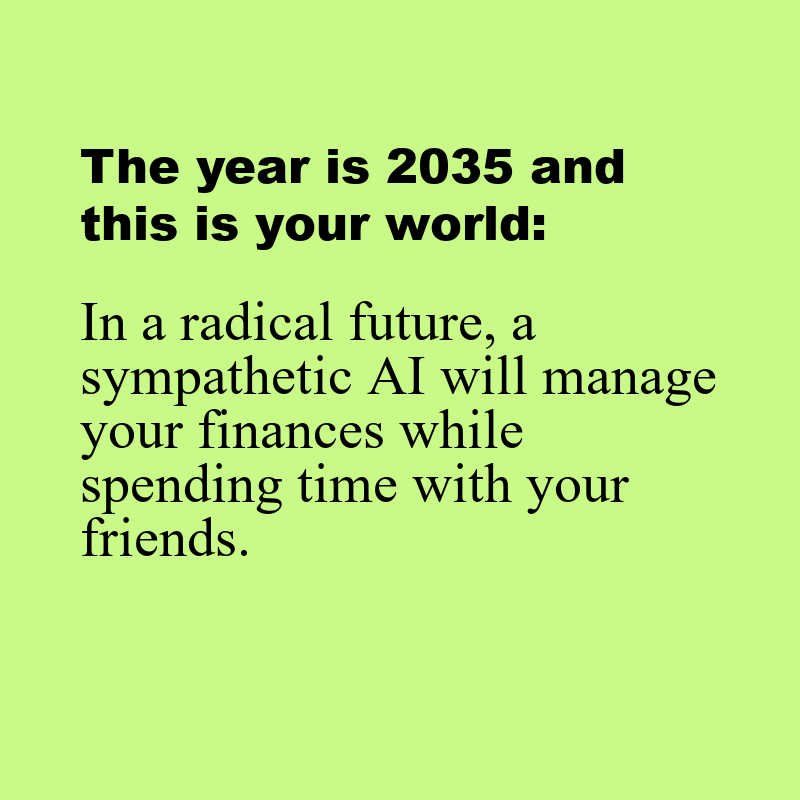 The year is 2035 and
this is your world:
In a radical future, a
sympathetic AI will manage
your finances while
spending time with your
friends.